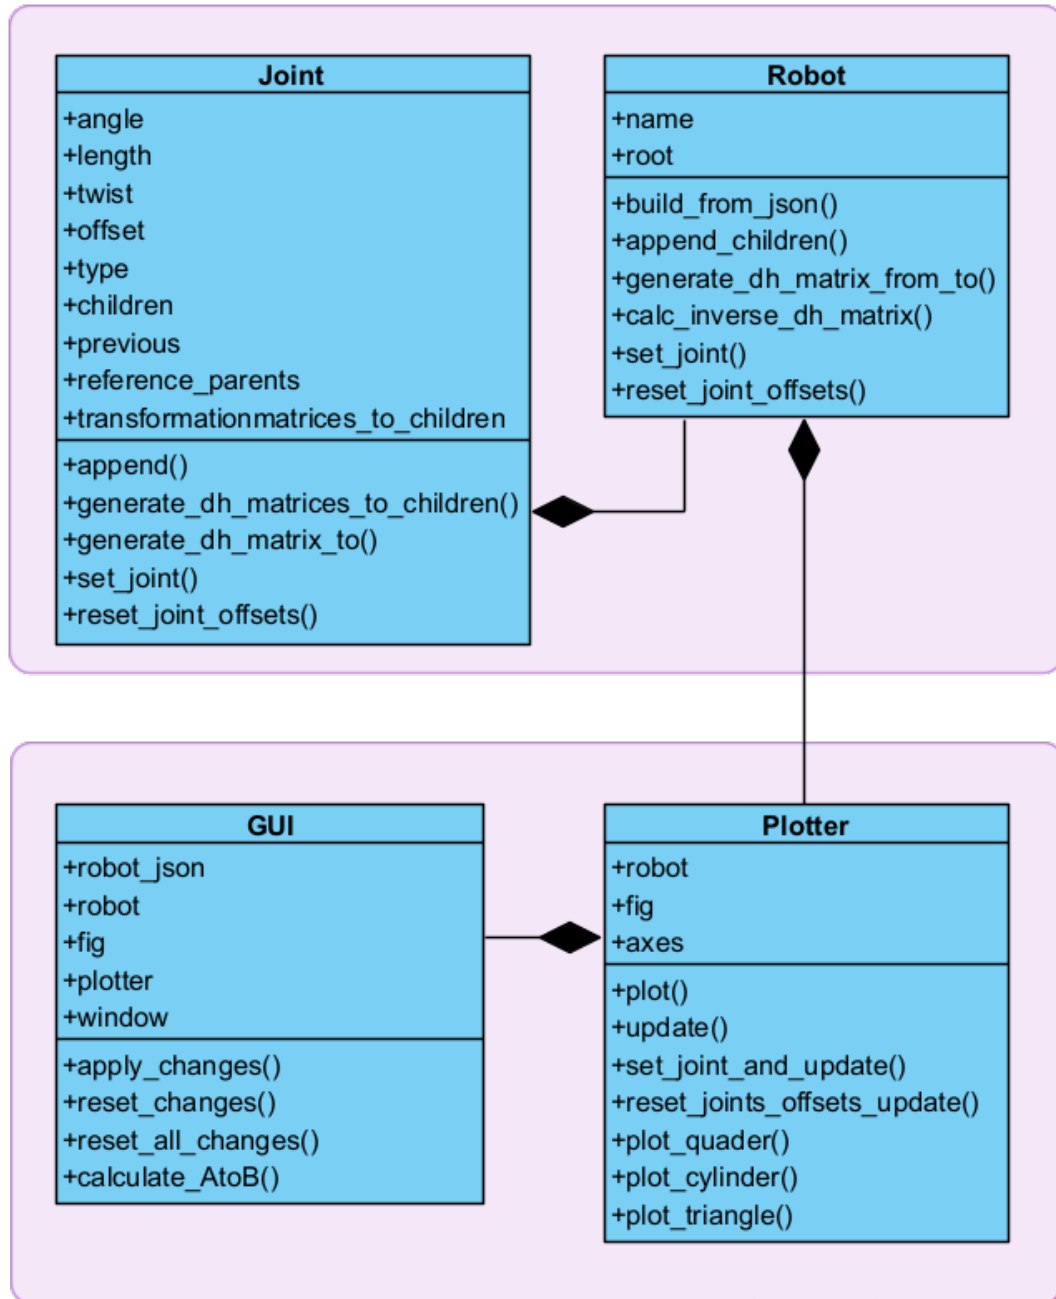 Joint
+angle
+length
+twist
+offset
+type
+children
+previous
+reference_parents
+transformationmatrices_to_children
+append()
+generate_dh_matrices_to_children()
+generate_dh_matrix_to()
+set_joint()
+reset_joint_offsets()
Robot
+name
+root
+build_from_json()
+append_children()
+generate_dh_matrix_from_to()
+calc_inverse_dh_matrix()
+set_joint()
+reset_joint_offsets()
GUI
+robot_json
+robot
+fig
+plotter
+window
+apply_changes()
+reset_changes()
+reset_all_changes()
+calculate_AtoB()
Plotter
+robot
+fig
+axes
+plot()
+update()
+set_joint_and_update()
+reset_joints_offsets_update()
+plot_quader()
+plot_cylinder()
+plot_triangle()